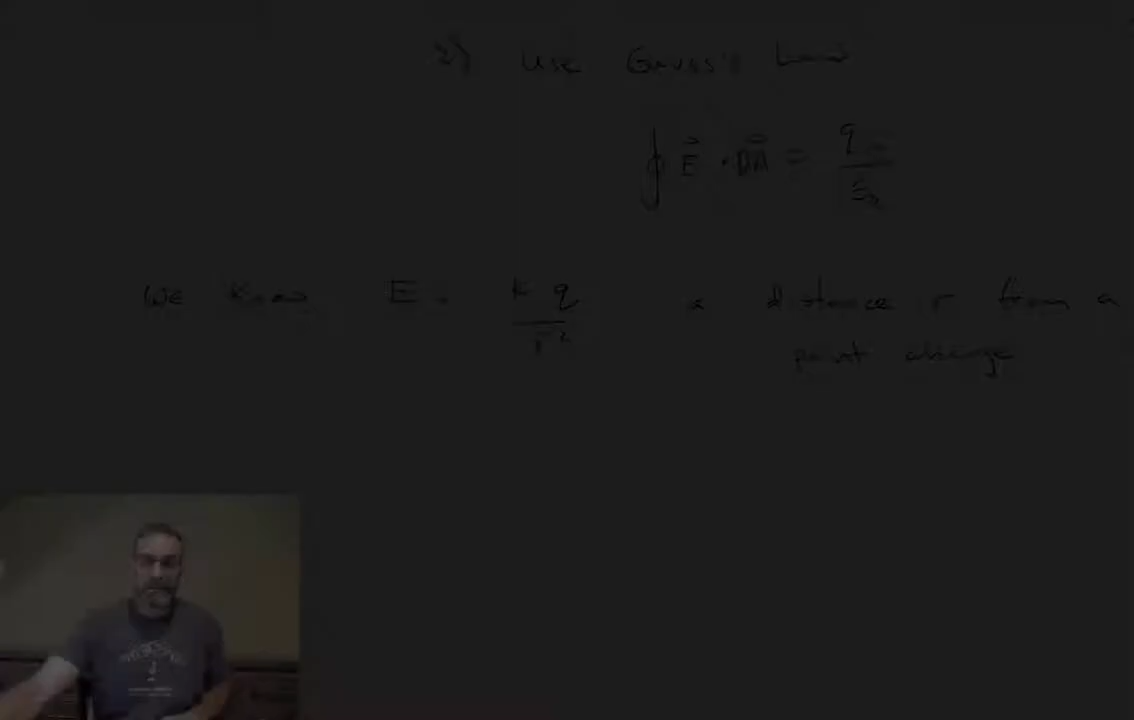 2) Use Gauss's Law
∮ E⃗ · dA⃗ = q / ε₀
We know E = kq / r² a distance r from a
point charge